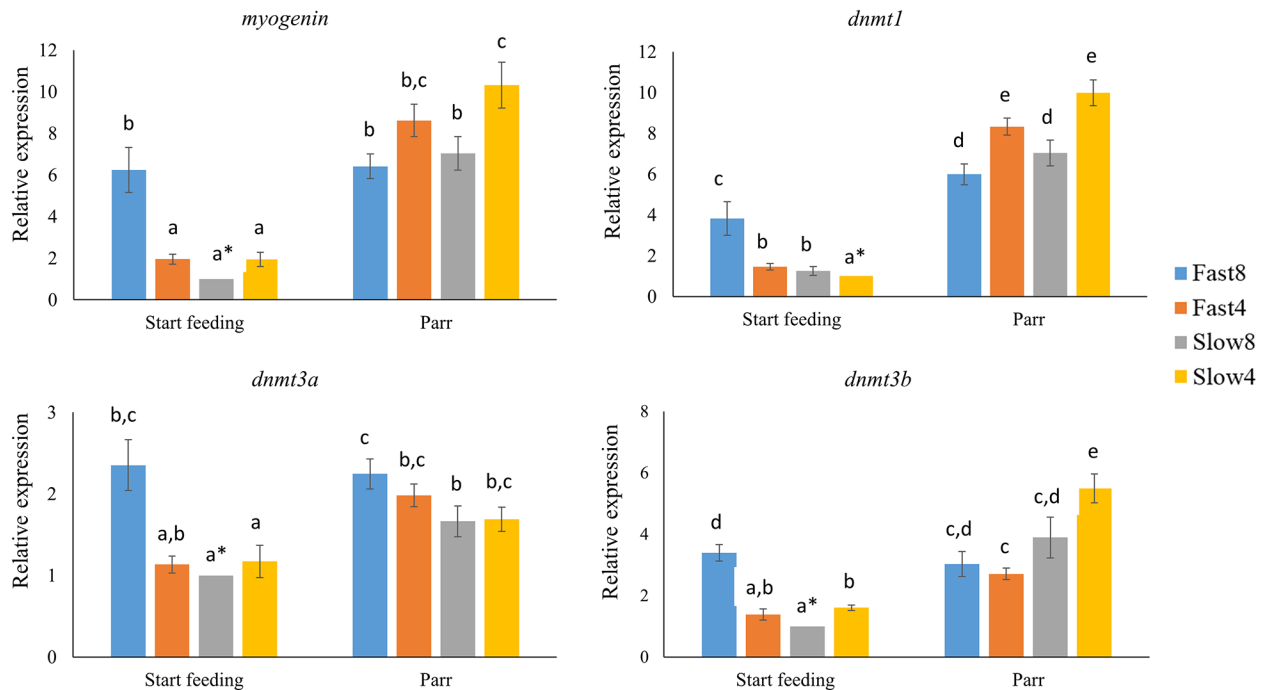 myogenin
Relative expression
12
10
8
6
4
2
0
b
a
a*
a
b
b,c
b
c
Start feeding
Parr
dnmt1
Relative expression
12
10
8
6
4
2
0
c
b
b
a*
d
e
d
e
Start feeding
Parr
Fast8
Fast4
Slow8
Slow4
dnmt3a
Relative expression
3
2
1
0
b,c
a,b
a*
a
c
b,c
b
b,c
Start feeding
Parr
dnmt3b
Relative expression
8
6
4
2
0
d
a,b
a*
b
c,d
c
c,d
e
Start feeding
Parr